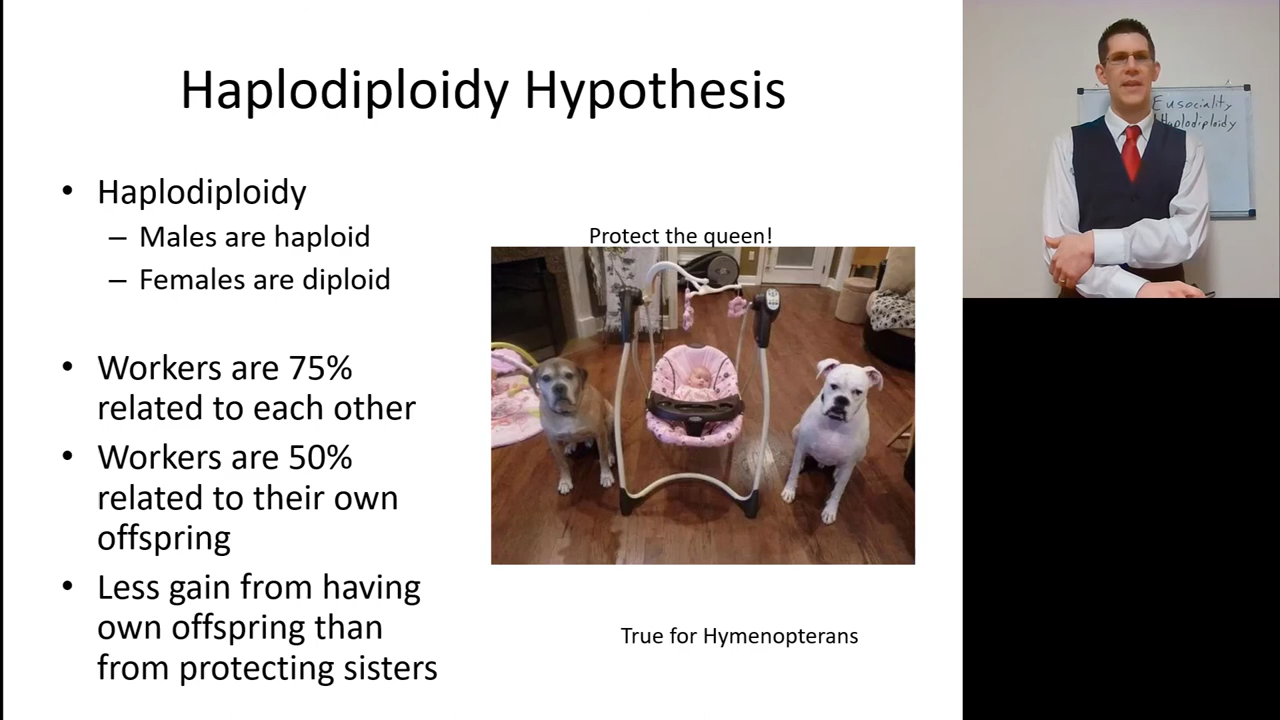 Haplodiploidy Hypothesis
• Haplodiploidy
– Males are haploid
– Females are diploid
• Workers are 75%
related to each other
• Workers are 50%
related to their own
offspring
• Less gain from having
own offspring than
from protecting sisters
Protect the queen!
True for Hymenopterans
Eusociality
Haplodiploidy